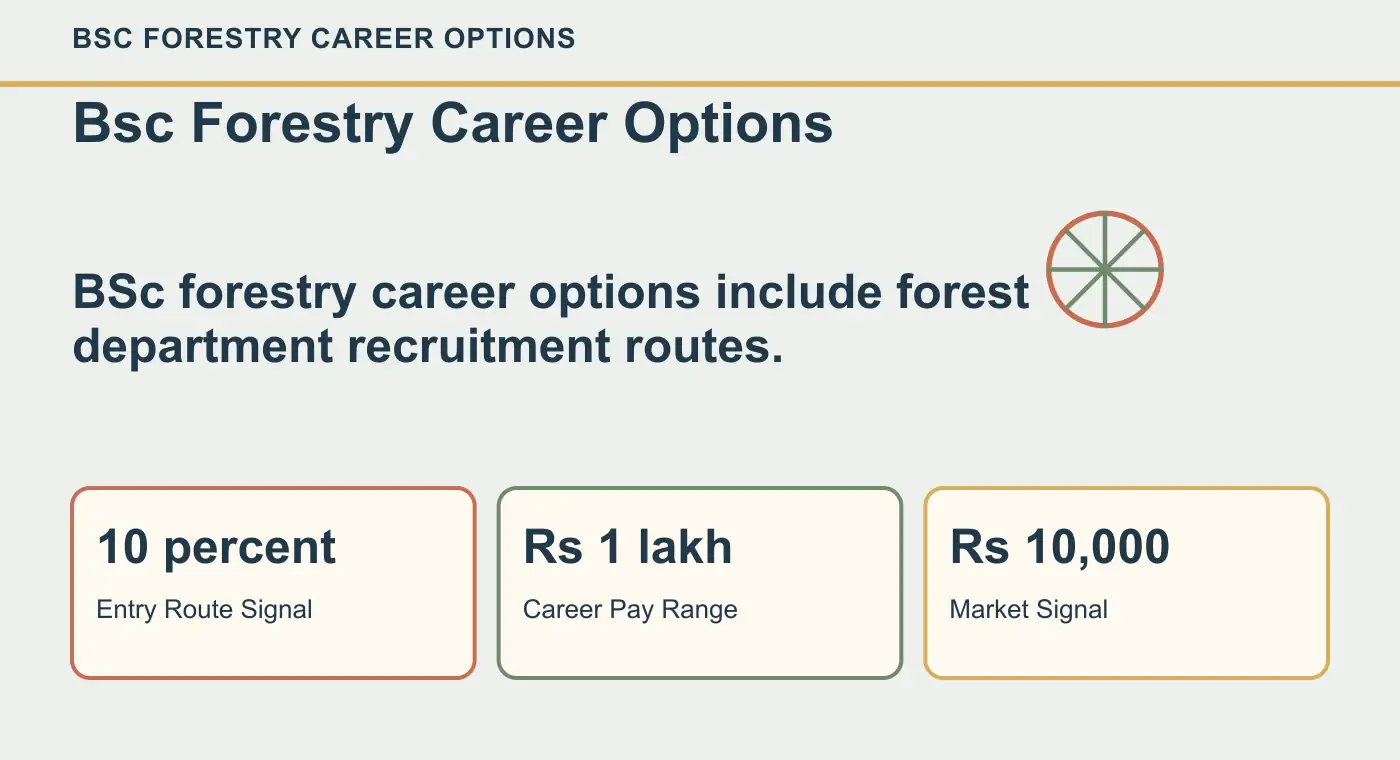 BSC FORESTRY CAREER OPTIONS
Bsc Forestry Career Options
BSc forestry career options include forest
department recruitment routes.
10 percent
Entry Route Signal
Rs 1 lakh
Career Pay Range
Rs 10,000
Market Signal